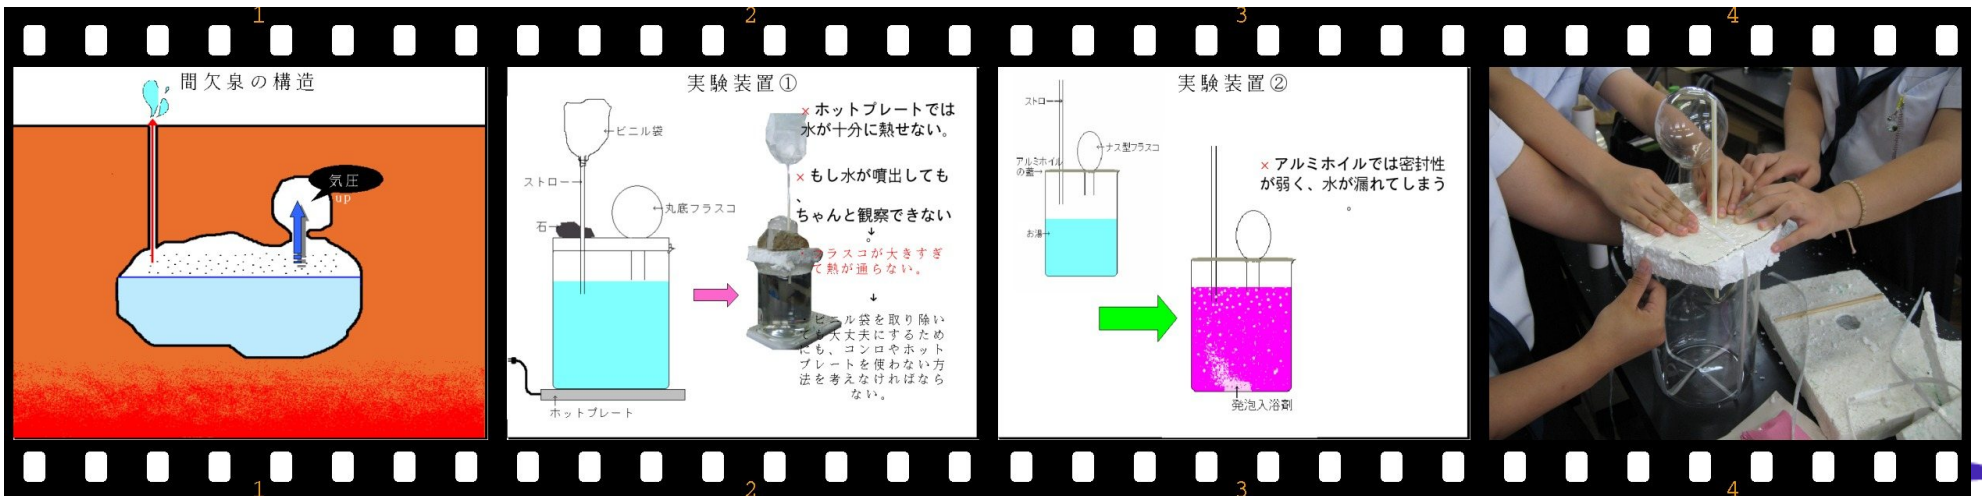 1
2
3
4
間欠泉の構造
気圧
up
実験装置①
←ビニル袋
ストロー→
←丸底フラスコ
石→
ホットプレート
× ホットプレートでは
水が十分に熱せない。
× もし水が噴出しても
、
ちゃんと観察できない
↓
。
フラスコが大きすぎ
て熱が通らない。
↓
ビニル袋を取り除い
ても大丈夫にするため
にも、コンロやホット
プレートを使わない方
法を考えなければなら
ない。
実験装置②
ストロー→
←ナス型フラスコ
アルミホイル
の蓋→
お湯→
発泡入浴剤
× アルミホイルでは密封性
が弱く、水が漏れてしまう
。
1
2
3
4